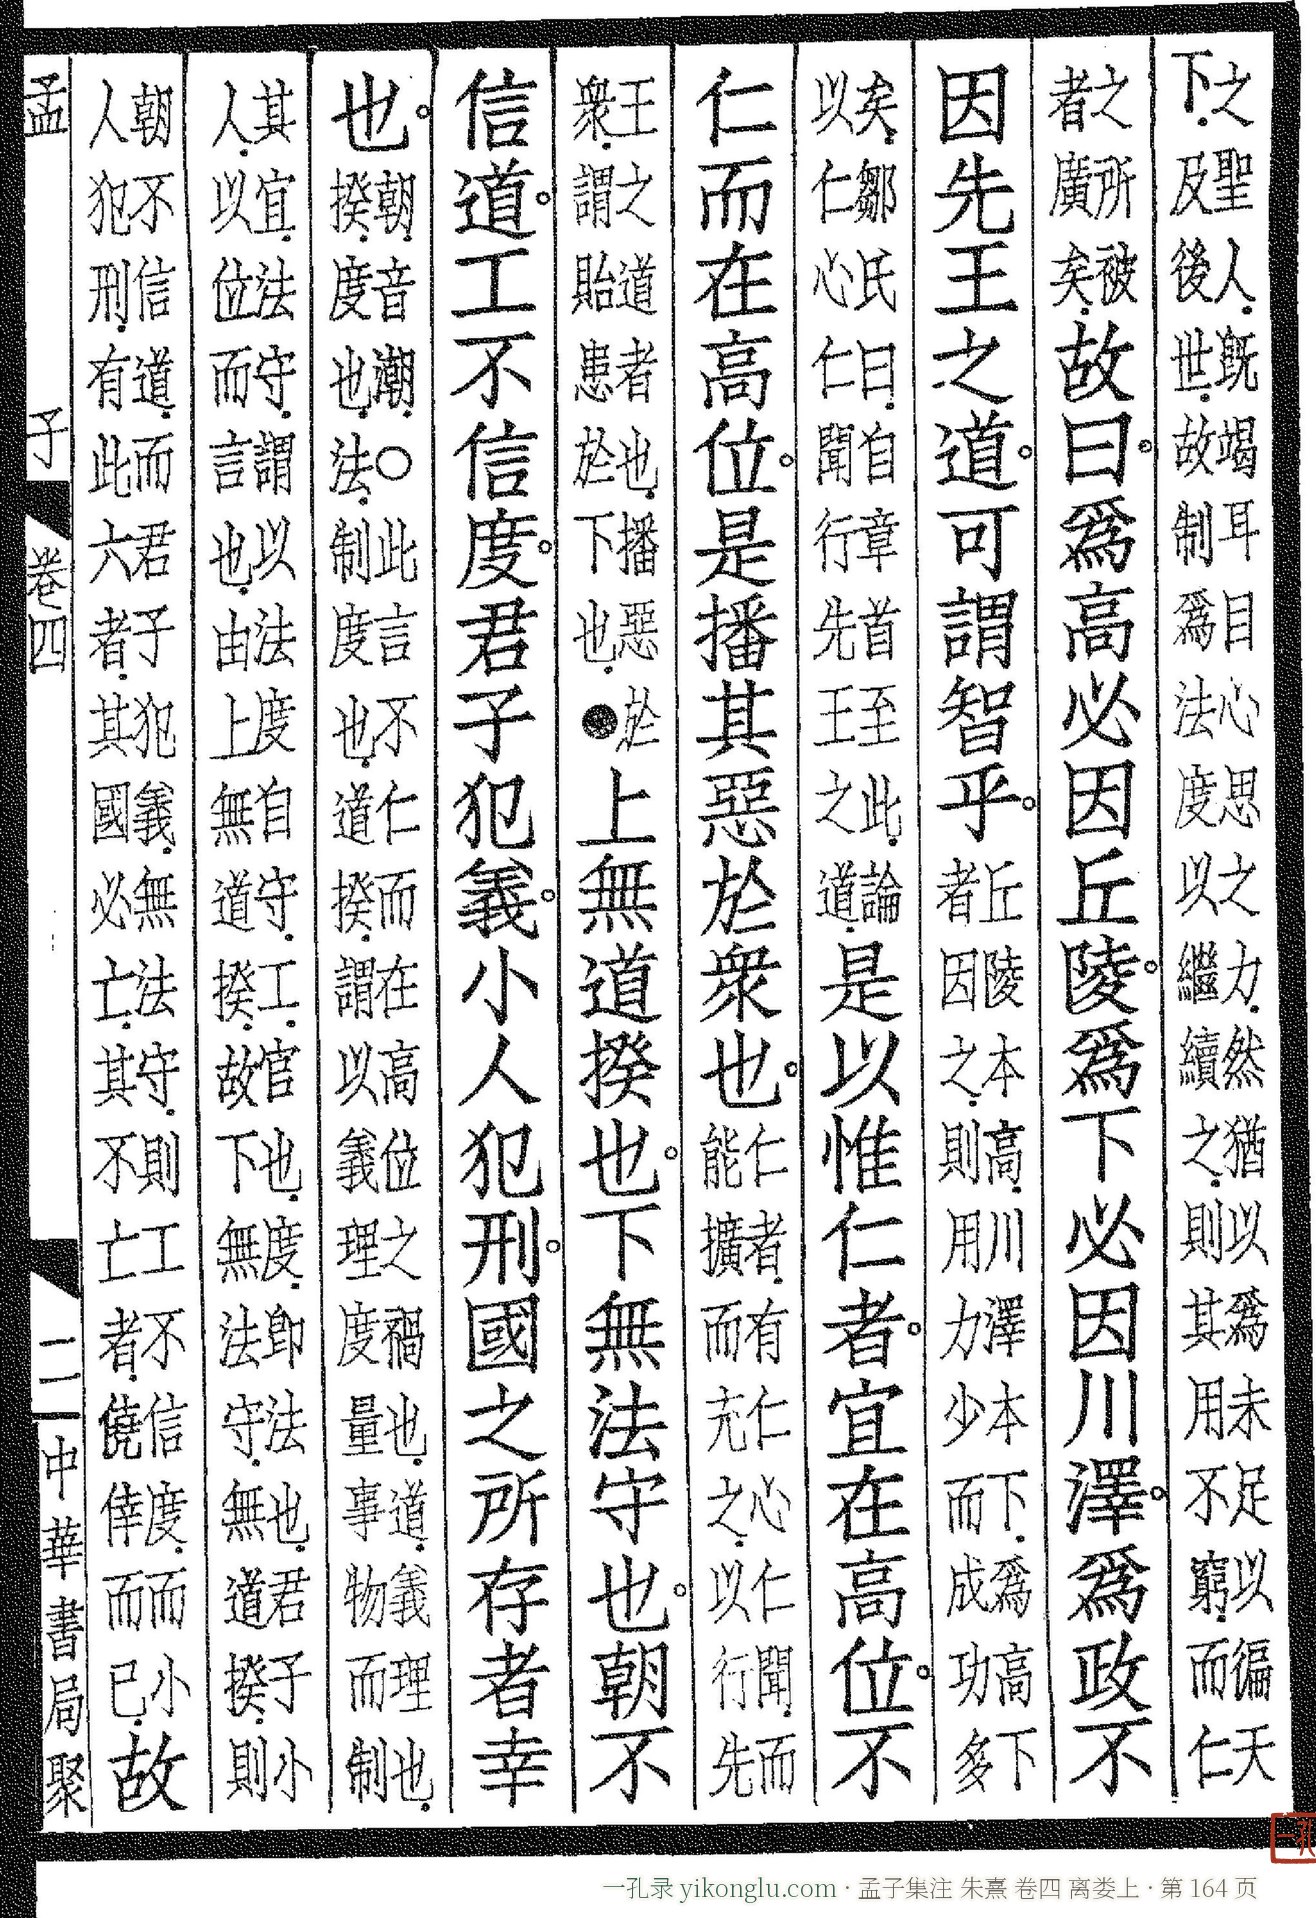 之聖人。既竭耳目心思之力。然猶以爲未足以徧天
下。及後世。故制爲法度以繼續之。則其用不窮。而仁
之所被
者廣矣。
故曰。爲高必因丘陵。爲下必因川澤。爲政不
因先王之道。可謂智乎。
丘陵本高。川澤本下。爲高下
者因之。則用力少而成功多
矣。鄒氏曰。自章首至此。論
以仁心仁聞行先王之道。
是以惟仁者。宜在高位。不
仁而在高位。是播其惡於衆也。
仁者。有仁心仁聞。而
能擴而充之。以行先
王之道者也。播惡於
衆。謂貽患於下也。●
上無道揆也。下無法守也。朝不
信道。工不信度。君子犯義。小人犯刑。國之所存者幸
也。
朝。音潮。○此言不仁而在高位之禍也。道。義理也。
揆。度也。法。制度也。道揆。謂以義理度量事物而制
其宜。法守。謂以法度自守。工。官也。度。卽法也。君子小
人。以位而言也。由上無道揆。故下無法守。無道揆。則
朝不信道。而君子犯義。無法守。則工不信度。而小
人犯刑。有此六者。其國必亡。其不亡者。僥倖而已。
故
孟子 卷四 二 中華書局聚
一孔录 yikonglu.com · 孟子集注 朱熹 卷四 离娄上 · 第 164 页